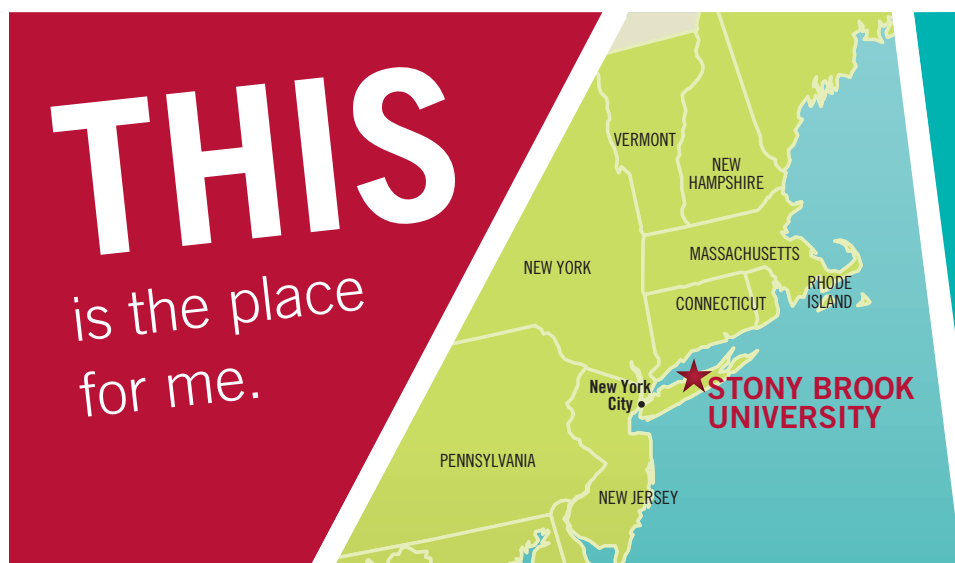 THIS
is the place
for me.
VERMONT
NEW
HAMPSHIRE
NEW YORK
MASSACHUSETTS
CONNECTICUT
RHODE
ISLAND
New York
City
STONY BROOK
UNIVERSITY
PENNSYLVANIA
NEW JERSEY